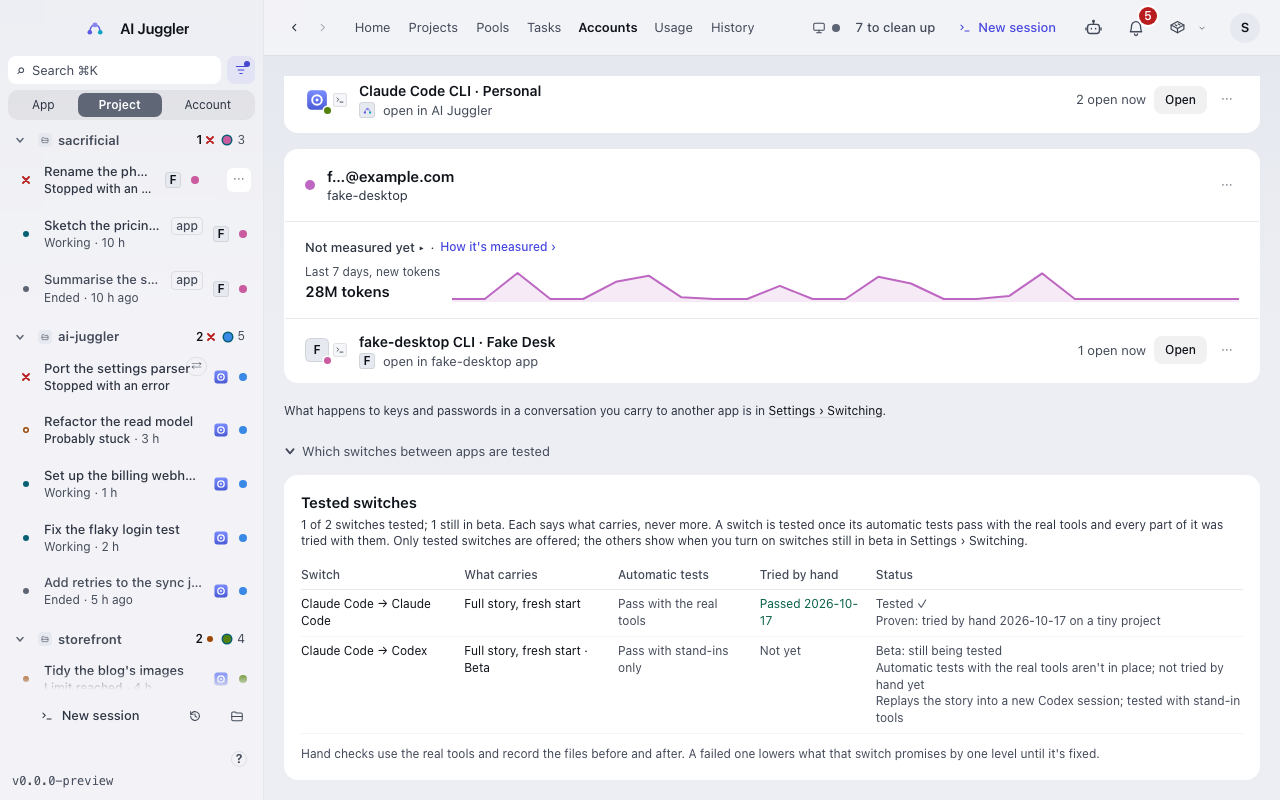 AI Juggler
Home Projects Pools Tasks Accounts Usage History
7 to clean up
New session
5
S
Search ⌘K
App Project Account
sacrificial 1 3
Rename the ph...
Stopped with an ...
F
Sketch the pricin... app
Working · 10 h
F
Summarise the s... app
Ended · 10 h ago
F
ai-juggler 2 5
Port the settings parser
Stopped with an error
Refactor the read model
Probably stuck · 3 h
Set up the billing webh...
Working · 1 h
Fix the flaky login test
Working · 2 h
Add retries to the sync j...
Ended · 5 h ago
storefront 2 4
Tidy the blog's images
Limit reached · 4 h
New session
?
v0.0.0-preview
Claude Code CLI · Personal
open in AI Juggler
2 open now Open
f...@example.com
fake-desktop
Not measured yet ▸ · How it's measured ›
Last 7 days, new tokens
28M tokens
F
fake-desktop CLI · Fake Desk
F open in fake-desktop app
1 open now Open
What happens to keys and passwords in a conversation you carry to another app is in Settings › Switching.
Which switches between apps are tested
Tested switches
1 of 2 switches tested; 1 still in beta. Each says what carries, never more. A switch is tested once its automatic tests pass with the real tools and every part of it was
tried with them. Only tested switches are offered; the others show when you turn on switches still in beta in Settings › Switching.
Switch What carries Automatic tests Tried by hand Status
Claude Code → Claude
Code
Full story, fresh start
Pass with the real
tools
Passed 2026-10-
17
Tested ✓
Proven: tried by hand 2026-10-17 on a tiny project
Claude Code → Codex
Full story, fresh start ·
Beta
Pass with stand-ins
only
Not yet
Beta: still being tested
Automatic tests with the real tools aren't in place; not tried by
hand yet
Replays the story into a new Codex session; tested with stand-in
tools
Hand checks use the real tools and record the files before and after. A failed one lowers what that switch promises by one level until it's fixed.